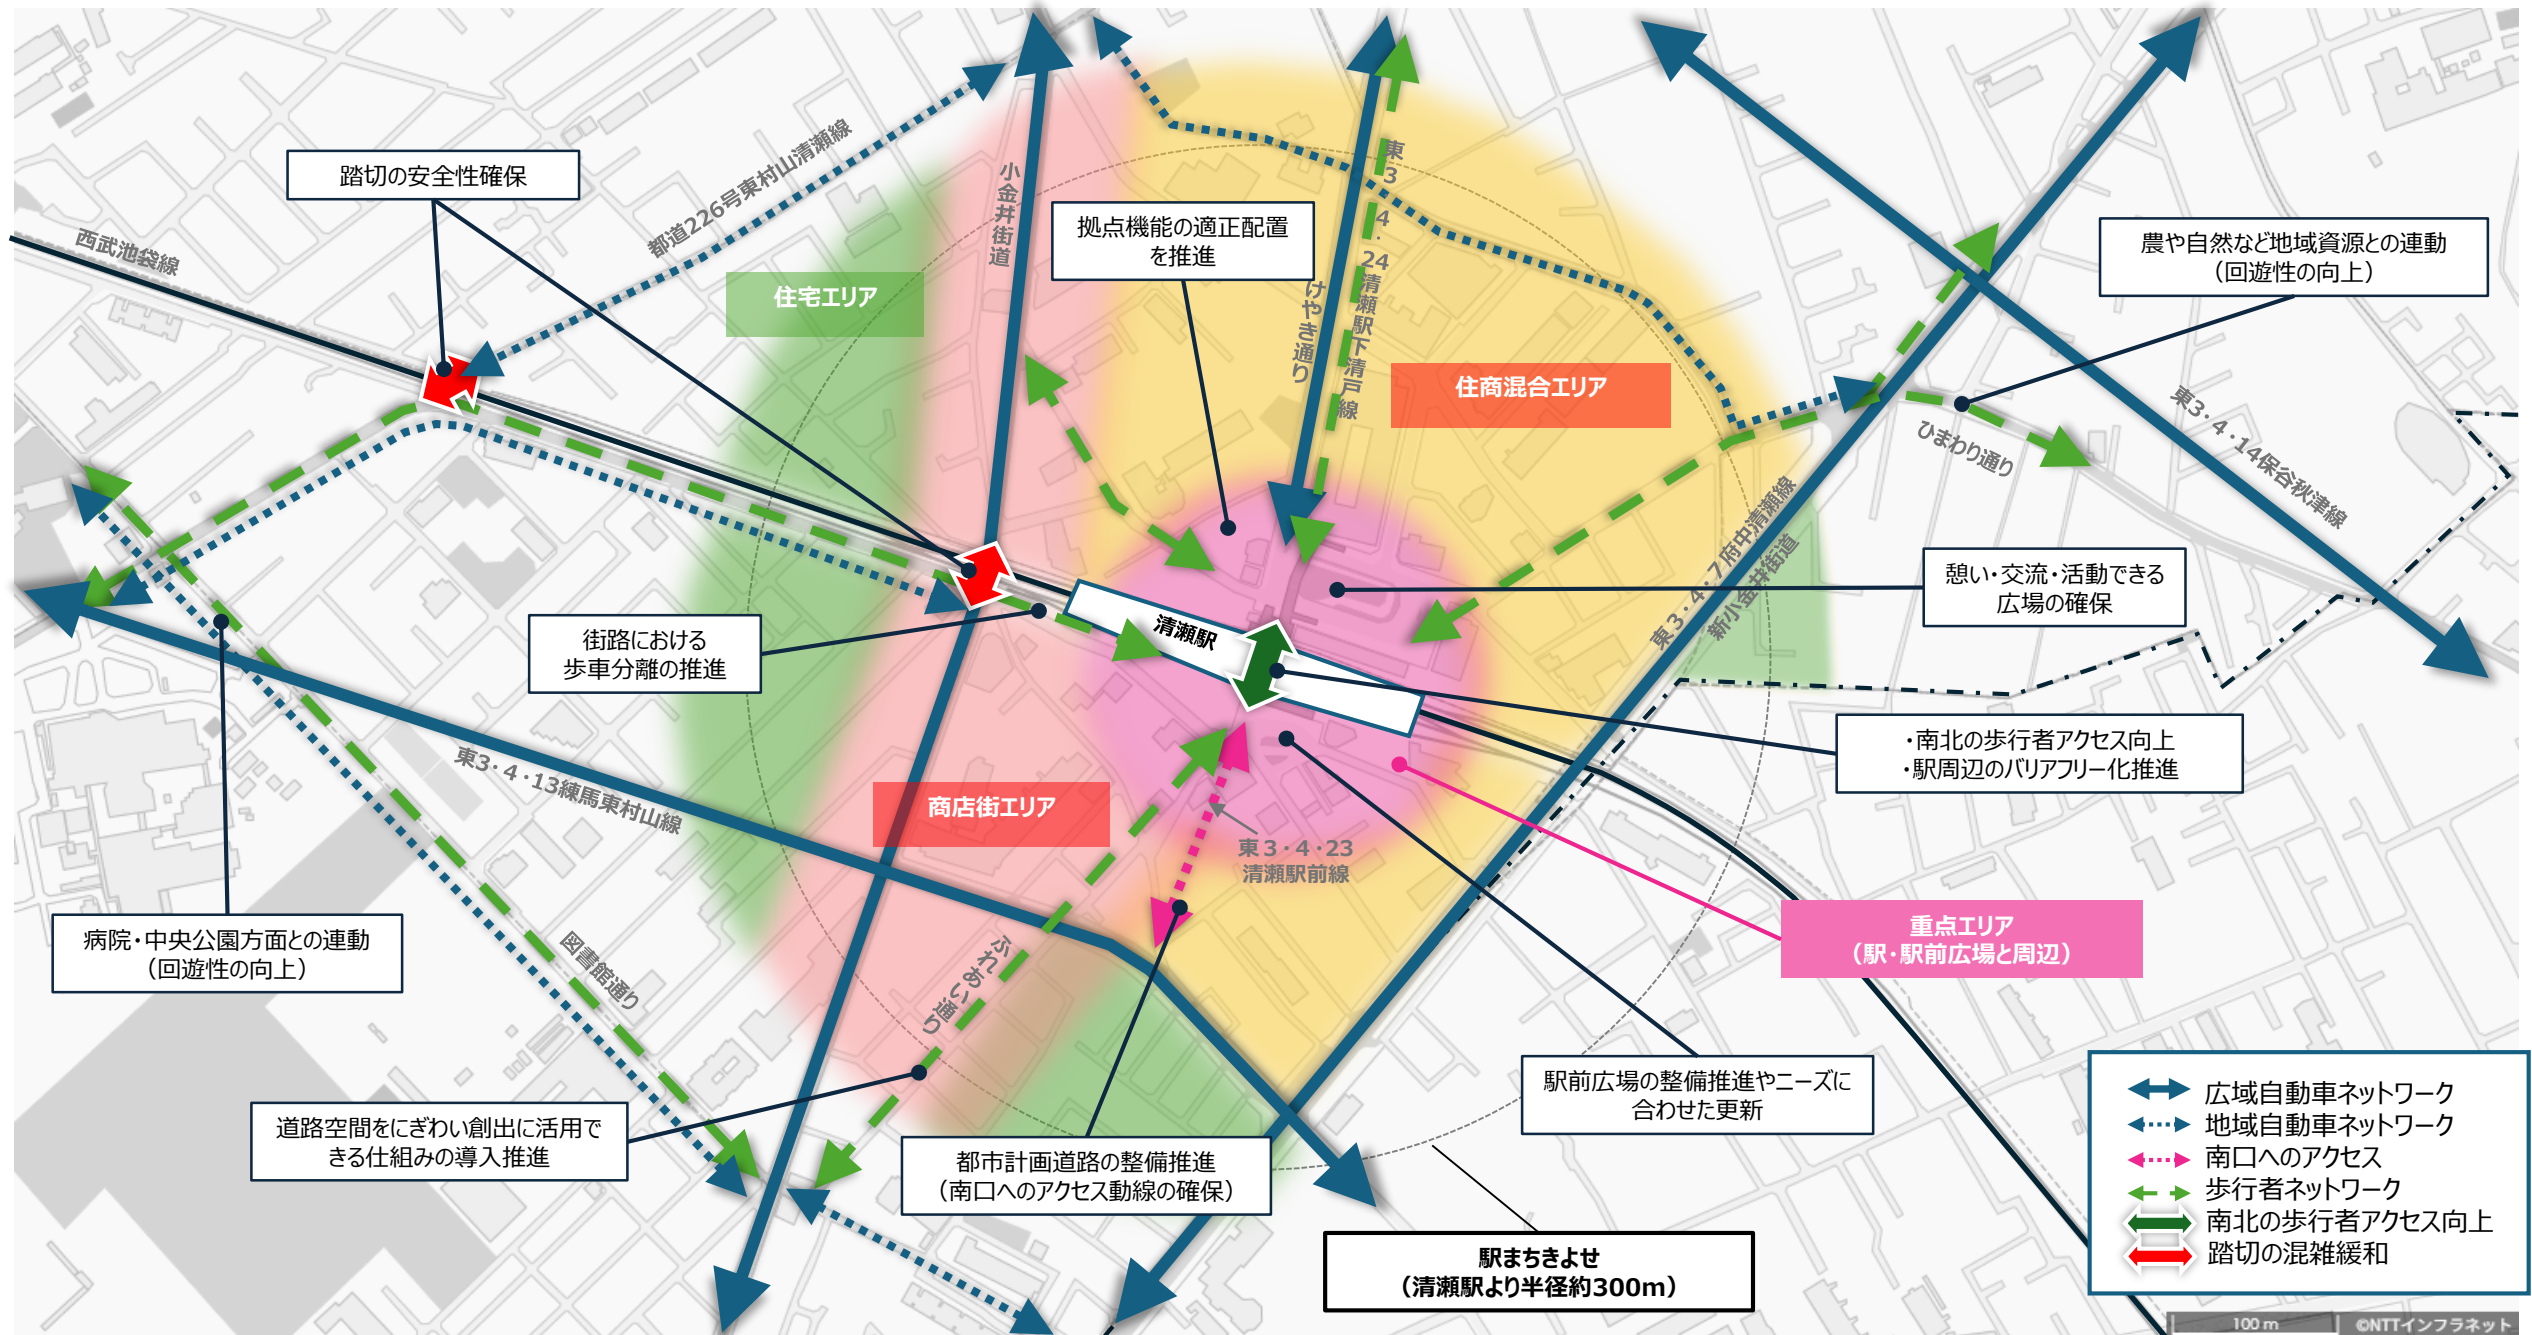 踏切の安全性確保
西武池袋線
都道226号東村山清瀬線
小金井街道
住宅エリア
拠点機能の適正配置
を推進
けやき通り
東3・4・24清瀬駅下清戸線
住商混合エリア
農や自然など地域資源との連動
（回遊性の向上）
ひまわり通り
東3・4・14保谷秋津線
東3・4・7府中清瀬線
新小金井街道
憩い・交流・活動できる
広場の確保
街路における
歩車分離の推進
清瀬駅
・南北の歩行者アクセス向上
・駅周辺のバリアフリー化推進
東3・4・13練馬東村山線
商店街エリア
東3・4・23
清瀬駅前線
重点エリア
（駅・駅前広場と周辺）
病院・中央公園方面との連動
（回遊性の向上）
図書館通り
ふれあい通り
道路空間をにぎわい創出に活用で
きる仕組みの導入推進
都市計画道路の整備推進
（南口へのアクセス動線の確保）
駅前広場の整備推進やニーズに
合わせた更新
駅まちきよせ
（清瀬駅より半径約300m）
広域自動車ネットワーク
地域自動車ネットワーク
南口へのアクセス
歩行者ネットワーク
南北の歩行者アクセス向上
踏切の混雑緩和
100 m
©NTTインフラネット